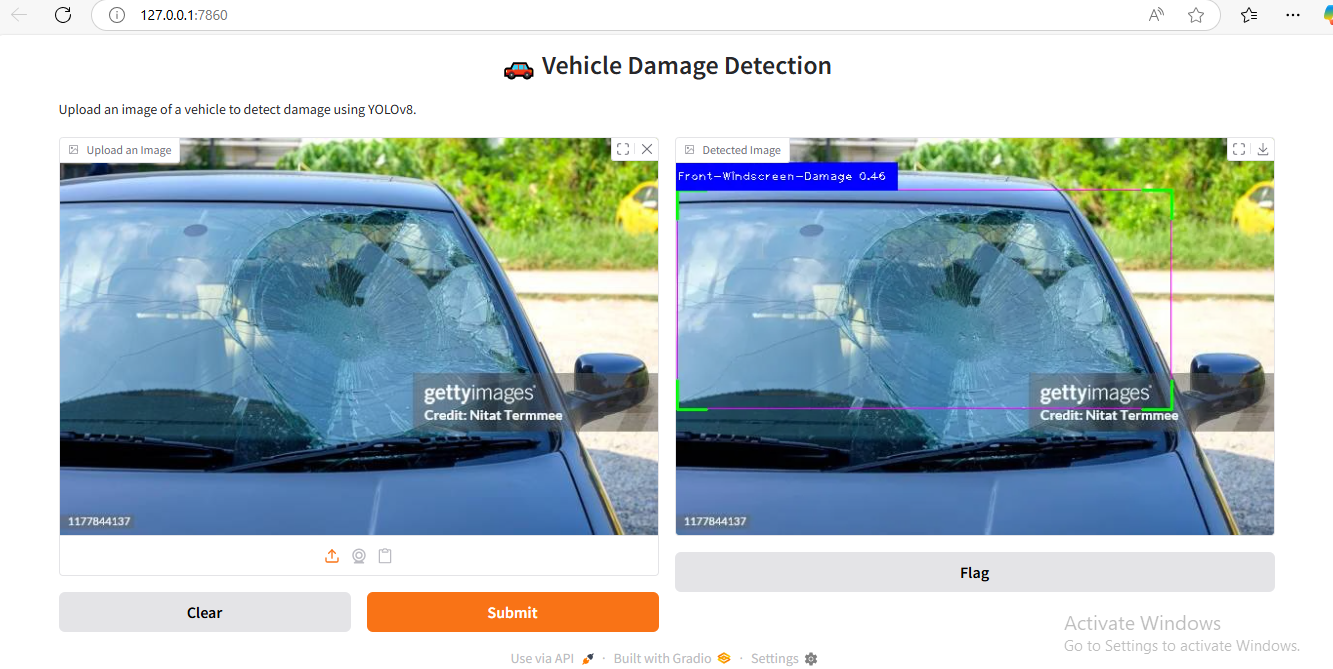 127.0.0.1:7860
Vehicle Damage Detection
Upload an image of a vehicle to detect damage using YOLOv8.
Upload an Image
gettyimages®
Credit: Nitat Termmee
1177844137
Clear
Submit
Detected Image
Front-Windscreen-Damage 0.46
gettyimages®
Credit: Nitat Termmee
1177844137
Flag
Activate Windows
Go to Settings to activate Windows.
Use via API · Built with Gradio · Settings